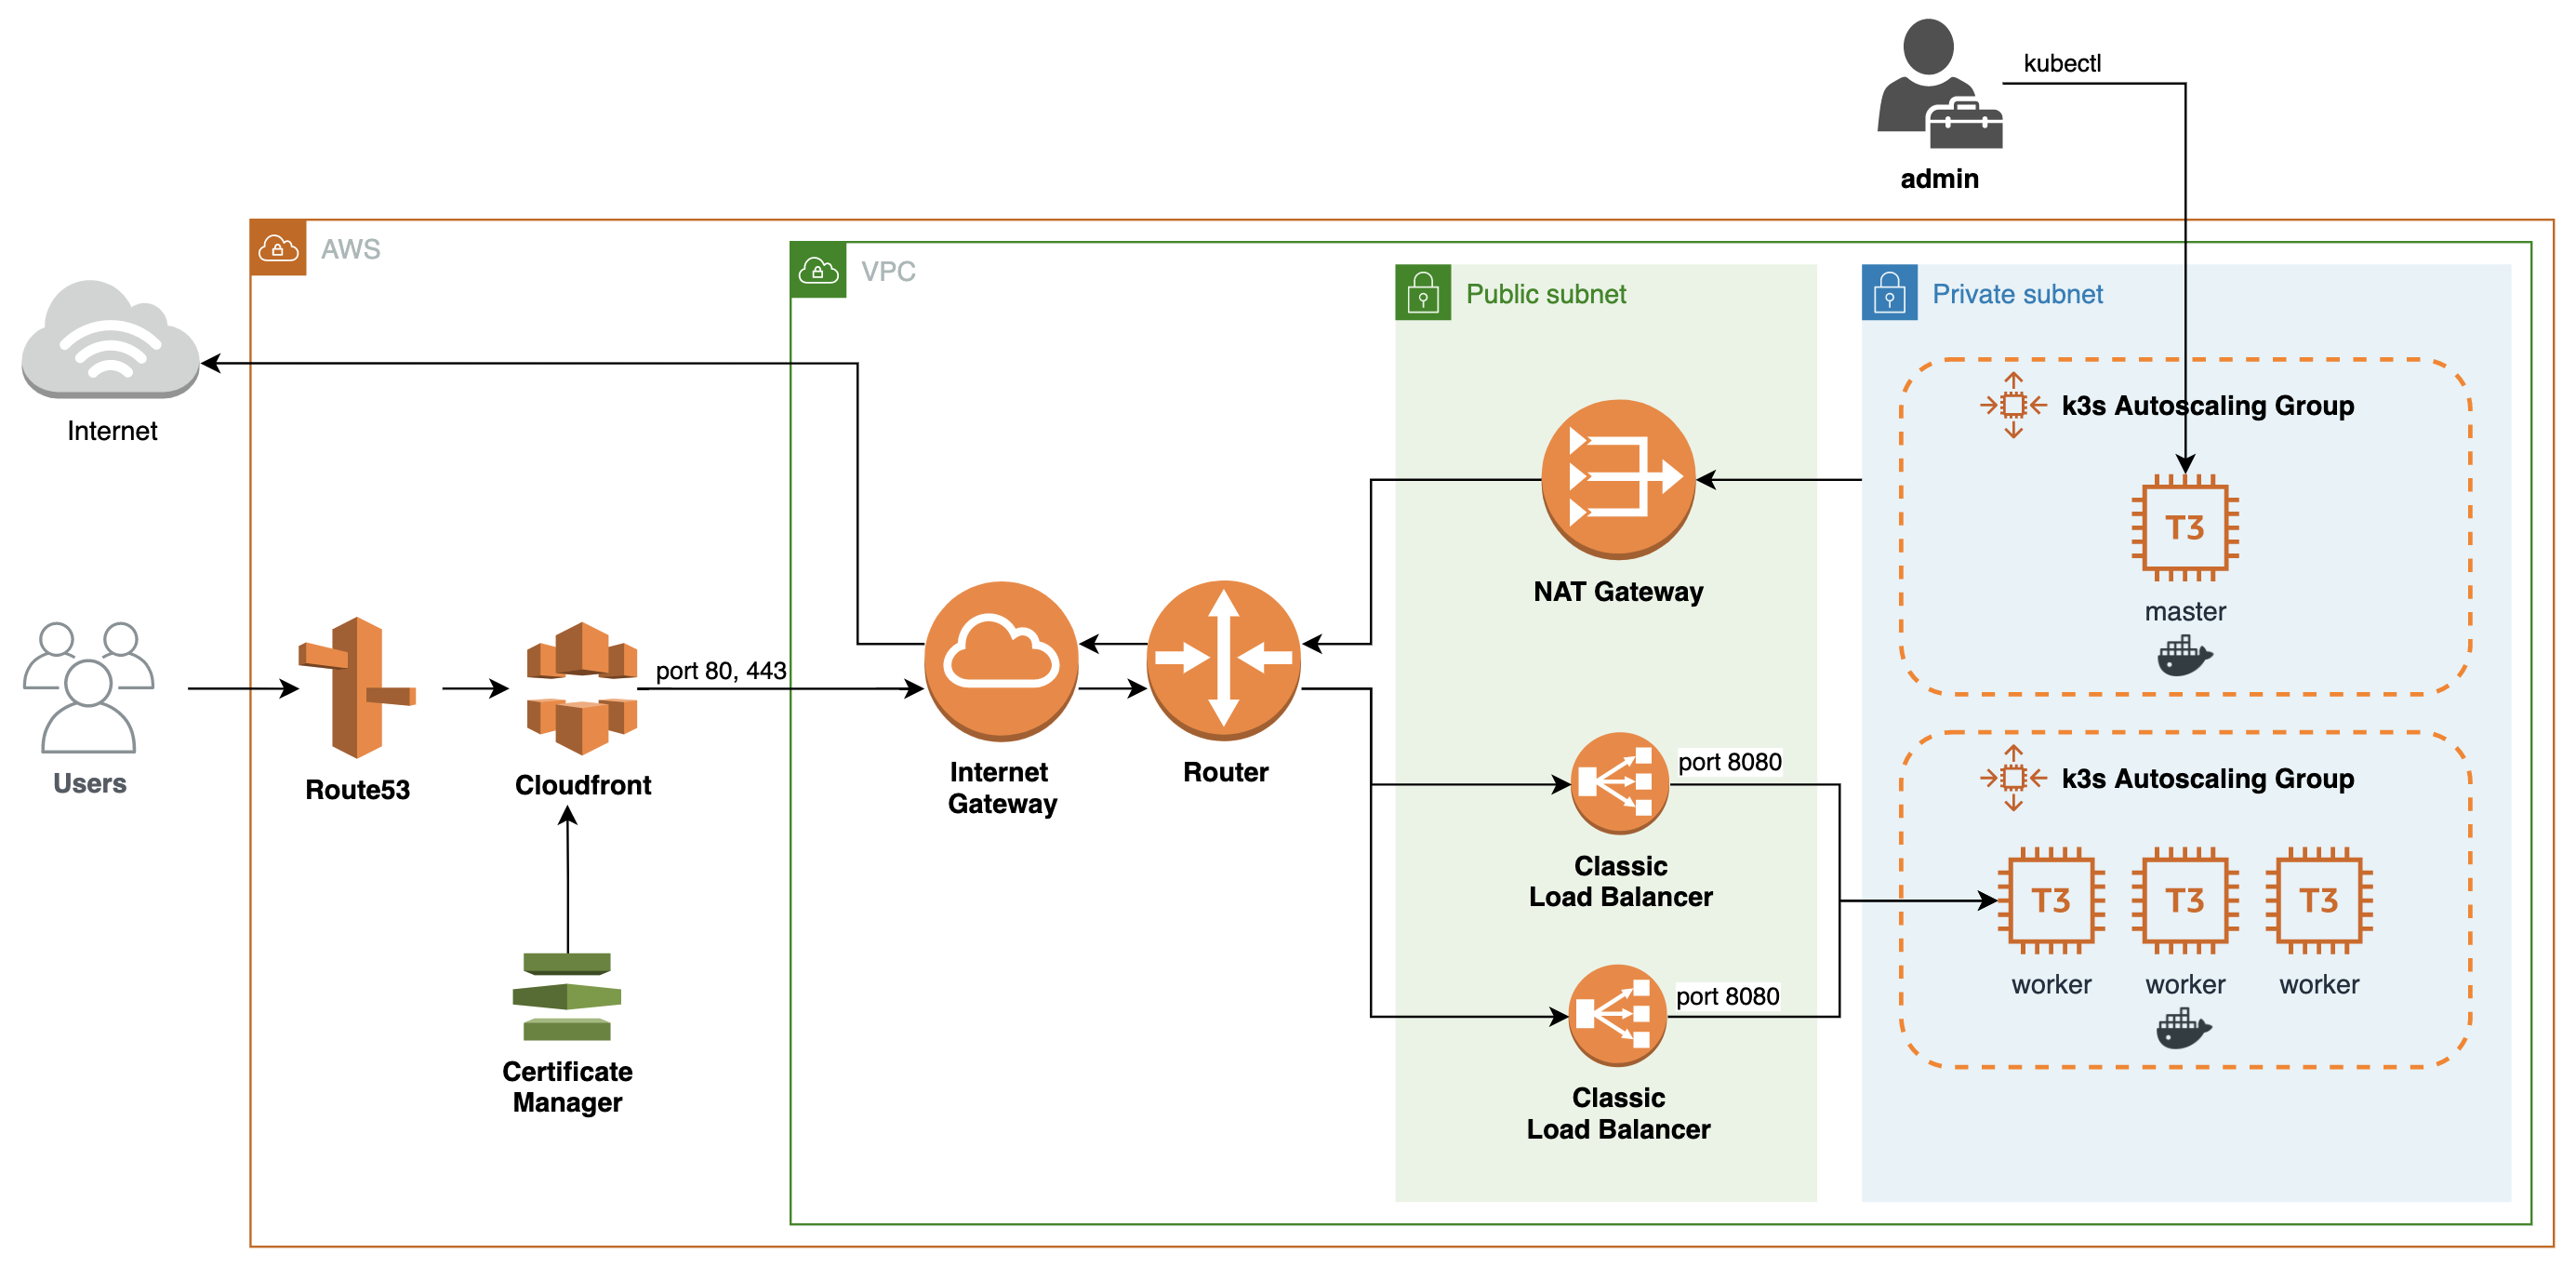 kubectl
admin
AWS
VPC
Public subnet
Private subnet
Internet
k3s Autoscaling Group
T3
master
NAT Gateway
port 80, 443
Users
Route53
Cloudfront
Internet
Gateway
Router
port 8080
Classic
Load Balancer
k3s Autoscaling Group
T3
T3
T3
worker
worker
worker
port 8080
Classic
Load Balancer
Certificate
Manager